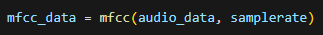 mfcc_data = mfcc(audio_data, samplerate)